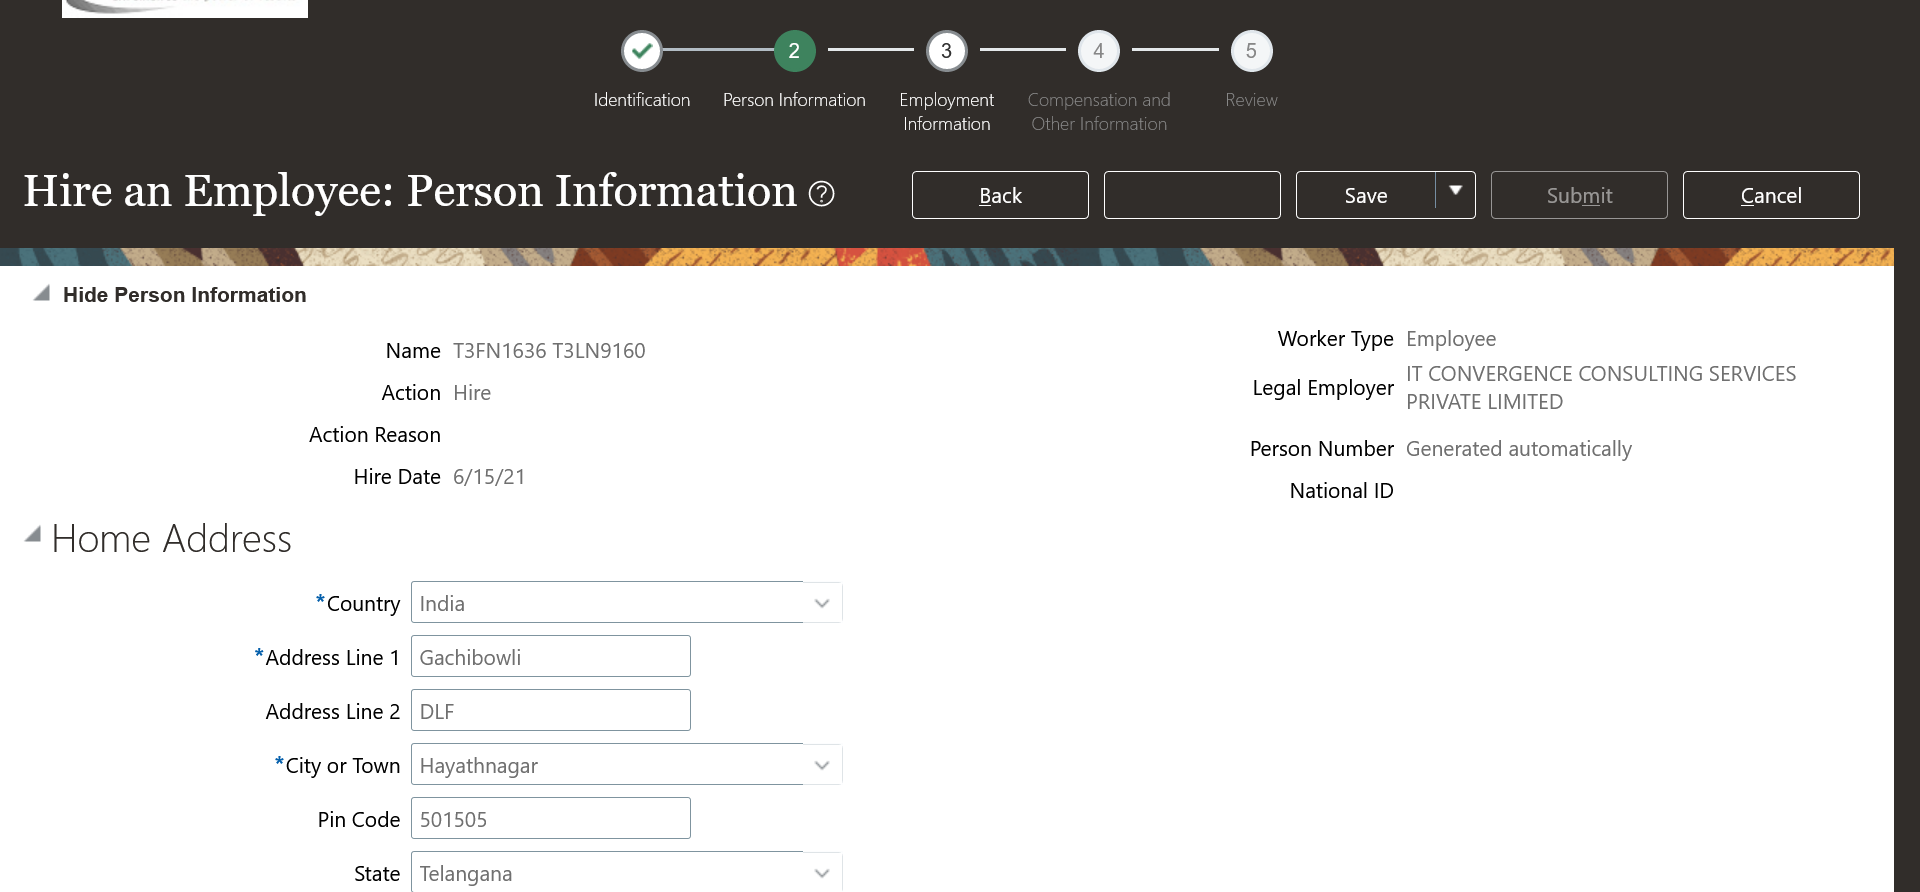 2
3
4
5
Identification
Person Information
Employment
Information
Compensation and
Other Information
Review
Hire an Employee: Person Information ?
Back
Save
Submit
Cancel
Hide Person Information
Name T3FN1636 T3LN9160
Action Hire
Action Reason
Hire Date 6/15/21
Worker Type Employee
Legal Employer IT CONVERGENCE CONSULTING SERVICES
PRIVATE LIMITED
Person Number Generated automatically
National ID
Home Address
*Country India
*Address Line 1 Gachibowli
Address Line 2 DLF
*City or Town Hayathnagar
Pin Code 501505
State Telangana